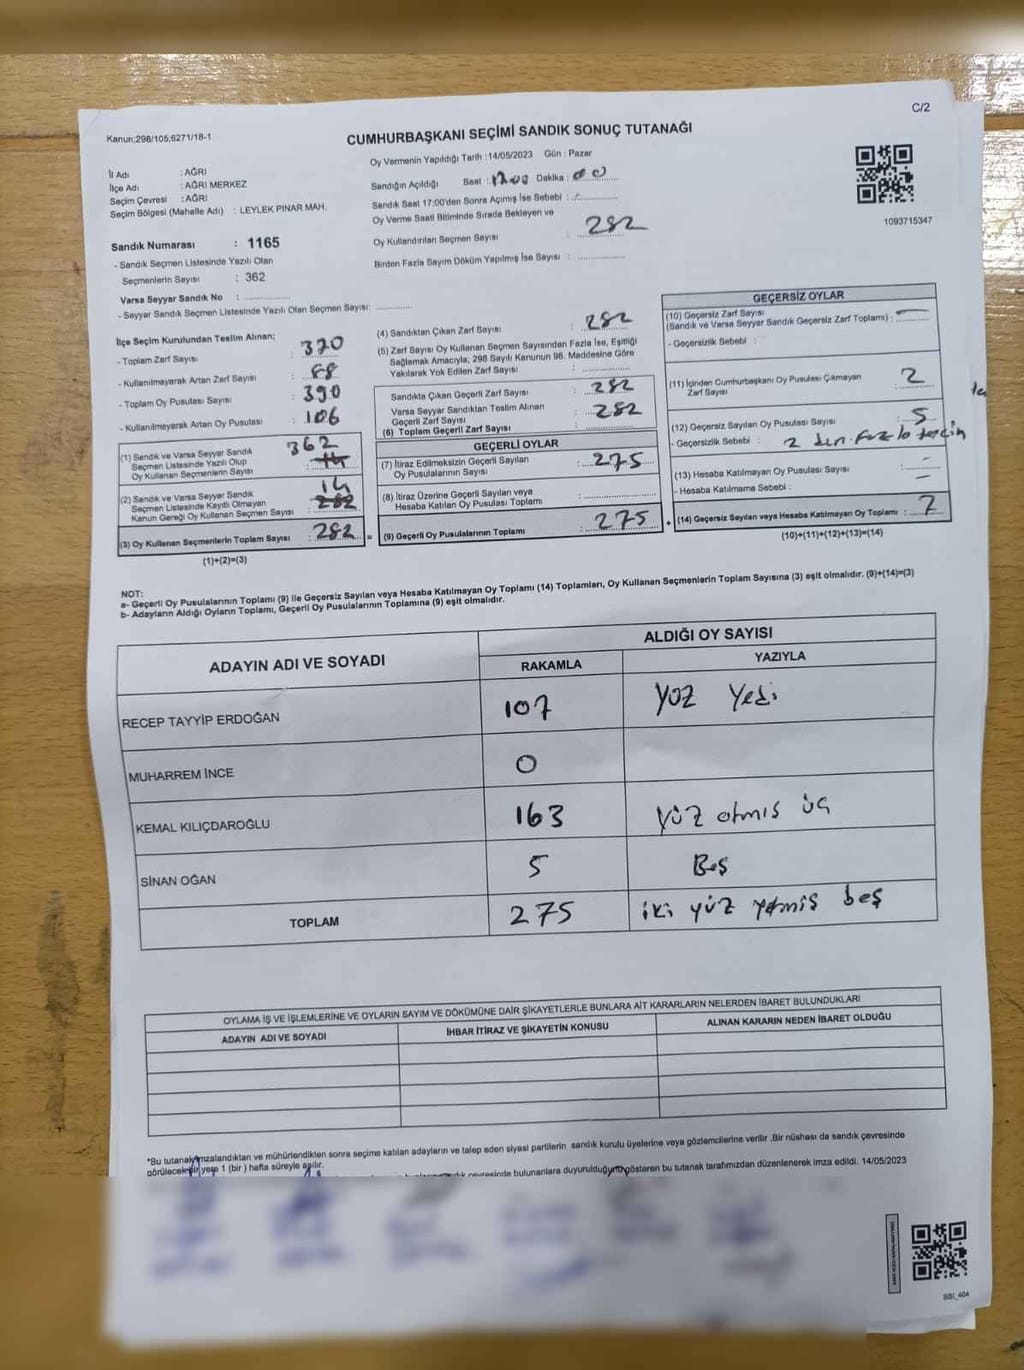 C/2
Kanun;298/105;6271/18-1
CUMHURBAŞKANI SEÇİMİ SANDIK SONUÇ TUTANAĞI
Oy Vermenin Yapıldığı Tarih :14/05/2023 Gün : Pazar
İl Adı : AĞRI
İlçe Adı : AĞRI MERKEZ
Seçim Çevresi : AĞRI
Seçim Bölgesi (Mahalle Adı) : LEYLEK PINAR MAH.
Sandığın Açıldığı Saat : Dakika : 00
Sandık Saat 17:00'den Sonra Açımış İse Sebebi :
Oy Verme Saati Bitiminde Sırada Bekleyen ve
Oy Kullandırılan Seçmen Sayısı : 282
Birden Fazla Sayım Döküm Yapılmış İse Sayısı :
1093715347
Sandık Numarası : 1165
- Sandık Seçmen Listesinde Yazılı Olan
Seçmenlerin Sayısı : 362
Varsa Seyyar Sandık No :
- Seyyar Sandık Seçmen Listesinde Yazılı Olan Seçmen Sayısı:
İlçe Seçim Kurulundan Teslim Alınan;
- Toplam Zarf Sayısı : 370
- Kullanılmayarak Artan Zarf Sayısı : 88
- Toplam Oy Pusulası Sayısı : 390
- Kullanılmayarak Artan Oy Pusulası : 106
(1) Sandık ve Varsa Seyyar Sandık 362
Seçmen Listesinde Yazılı Olup
Oy Kullanan Seçmenlerin Sayısı :
(2) Sandık ve Varsa Seyyar Sandık 14
Seçmen Listesinde Kayıtlı Olmayan
Kanun Gereği Oy Kullanan Seçmen Sayısı : 282
(3) Oy Kullanan Seçmenlerin Toplam Sayısı : 282
(1)+(2)=(3)
(4) Sandıktan Çıkan Zarf Sayısı : 282
(5) Zarf Sayısı Oy Kullanan Seçmen Sayısından Fazla İse, Eşitliği
Sağlamak Amacıyla; 298 Sayılı Kanunun 98. Maddesine Göre
Yakılarak Yok Edilen Zarf Sayısı :
Sandıkta Çıkan Geçerli Zarf Sayısı : 282
Varsa Seyyar Sandıktan Teslim Alınan
Geçerli Zarf Sayısı : 282
(6) Toplam Geçerli Zarf Sayısı :
GEÇERLİ OYLAR
(7) İtiraz Edilmeksizin Geçerli Sayılan
Oy Pusulalarının Sayısı : 275
(8) İtiraz Üzerine Geçerli Sayılan veya
Hesaba Katılan Oy Pusulası Toplamı :
= (9) Geçerli Oy Pusulalarının Toplamı : 275
GEÇERSİZ OYLAR
(10) Geçersiz Zarf Sayısı
(Sandık ve Varsa Seyyar Sandık Geçersiz Zarf Toplamı) : —
- Geçersizlik Sebebi :
(11) İçinden Cumhurbaşkanı Oy Pusulası Çıkmayan
Zarf Sayısı : 2
(12) Geçersiz Sayılan Oy Pusulası Sayısı : 5
- Geçersizlik Sebebi : 2 den fazla tercih
(13) Hesaba Katılmayan Oy Pusulası Sayısı : -
- Hesaba Katılmama Sebebi : —
+ (14) Geçersiz Sayılan veya Hesaba Katılmayan Oy Toplamı : 7
(10)+(11)+(12)+(13)=(14)
NOT:
a- Geçerli Oy Pusulalarının Toplamı (9) ile Geçersiz Sayılan veya Hesaba Katılmayan Oy Toplamı (14) Toplamları, Oy Kullanan Seçmenlerin Toplam Sayısına (3) eşit olmalıdır. (9)+(14)=(3)
b- Adayların Aldığı Oyların Toplamı, Geçerli Oy Pusulalarının Toplamına (9) eşit olmalıdır.
ADAYIN ADI VE SOYADI
ALDIĞI OY SAYISI
RAKAMLA YAZIYLA
RECEP TAYYİP ERDOĞAN 107 yüz yedi
MUHARREM İNCE 0
KEMAL KILIÇDAROĞLU 163 yüz atmış üç
SİNAN OĞAN 5 Beş
TOPLAM 275 iki yüz yetmiş beş
OYLAMA İŞ VE İŞLEMLERİNE VE OYLARIN SAYIM VE DÖKÜMÜNE DAİR ŞİKAYETLERLE BUNLARA AİT KARARLARIN NELERDEN İBARET BULUNDUKLARI
ADAYIN ADI VE SOYADI İHBAR İTİRAZ VE ŞİKAYETİN KONUSU ALINAN KARARIN NEDEN İBARET OLDUĞU
*Bu tutanak imzalandıktan ve mühürlendikten sonra seçime katılan adayların ve talep eden siyasi partilerin sandık kurulu üyelerine veya gözlemcilerine verilir .Bir nüshası da sandık çevresinde
görülecek bir yere 1 (bir ) hafta süreyle asılır.
çevresinde bulunanlara duyurulduğunu gösteren bu tutanak tarafımızdan düzenlenerek imza edildi. 14/05/2023
SSI_404